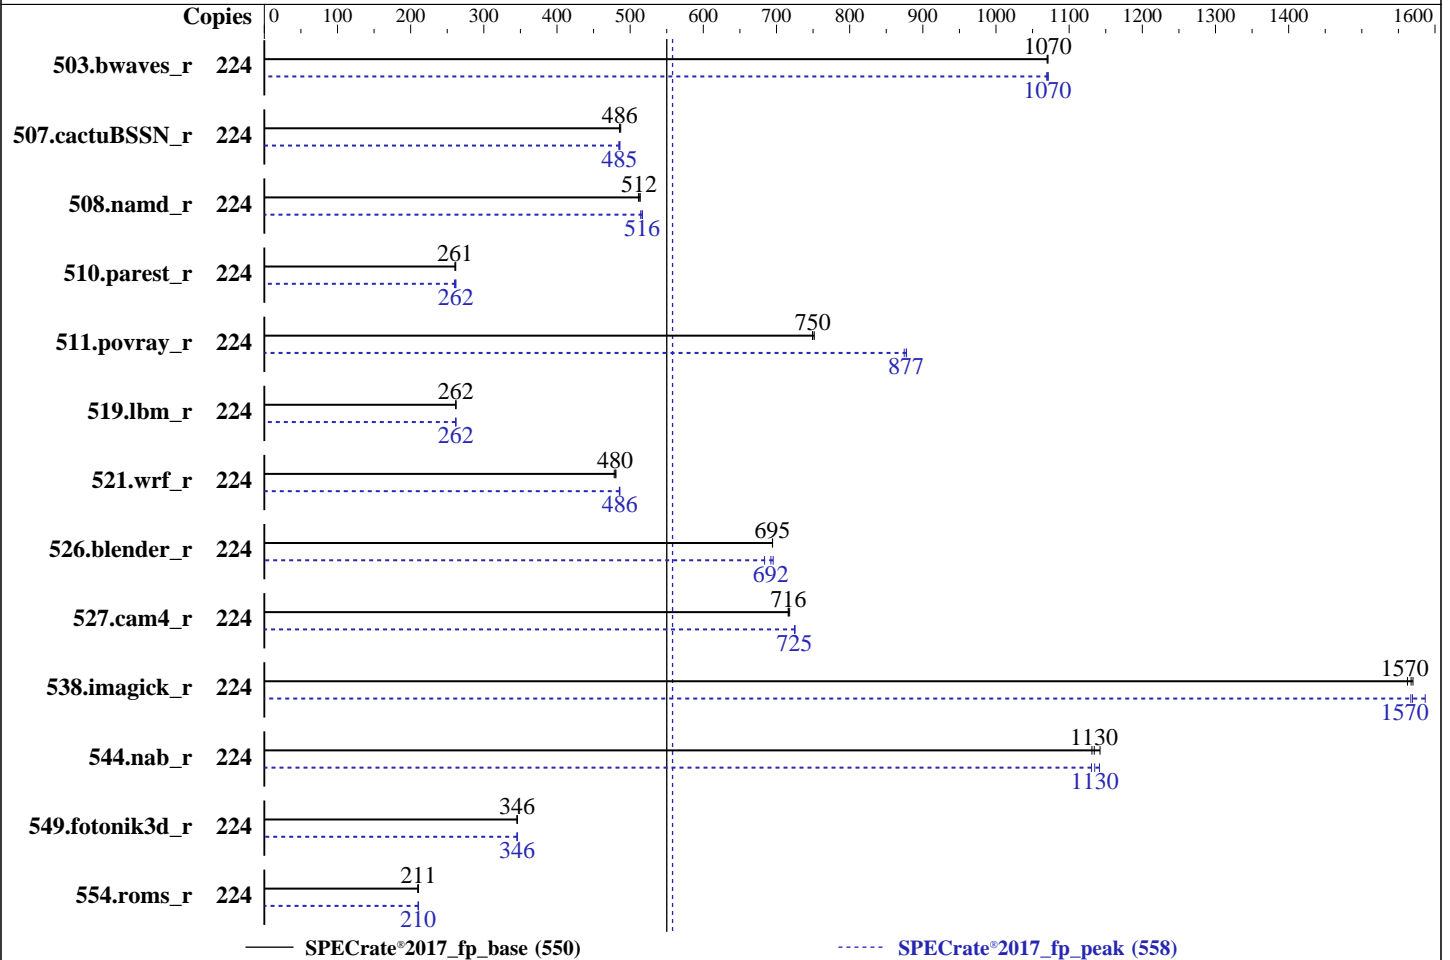 Copies 0 100 200 300 400 500 600 700 800 900 1000 1100 1200 1300 1400 1600
1070
503.bwaves_r 224
1070
486
507.cactuBSSN_r 224
485
512
508.namd_r 224
516
261
510.parest_r 224
262
750
511.povray_r 224
877
262
519.lbm_r 224
262
480
521.wrf_r 224
486
695
526.blender_r 224
692
716
527.cam4_r 224
725
1570
538.imagick_r 224
1570
1130
544.nab_r 224
1130
346
549.fotonik3d_r 224
346
211
554.roms_r 224
210
SPECrate®2017_fp_base (550) SPECrate®2017_fp_peak (558)